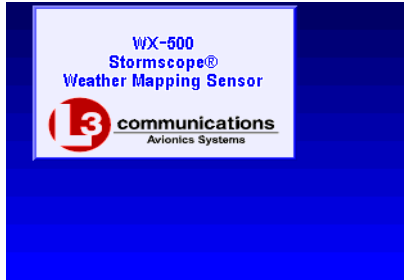 WX-500
Stormscope®
Weather Mapping Sensor
L3 communications
Avionics Systems